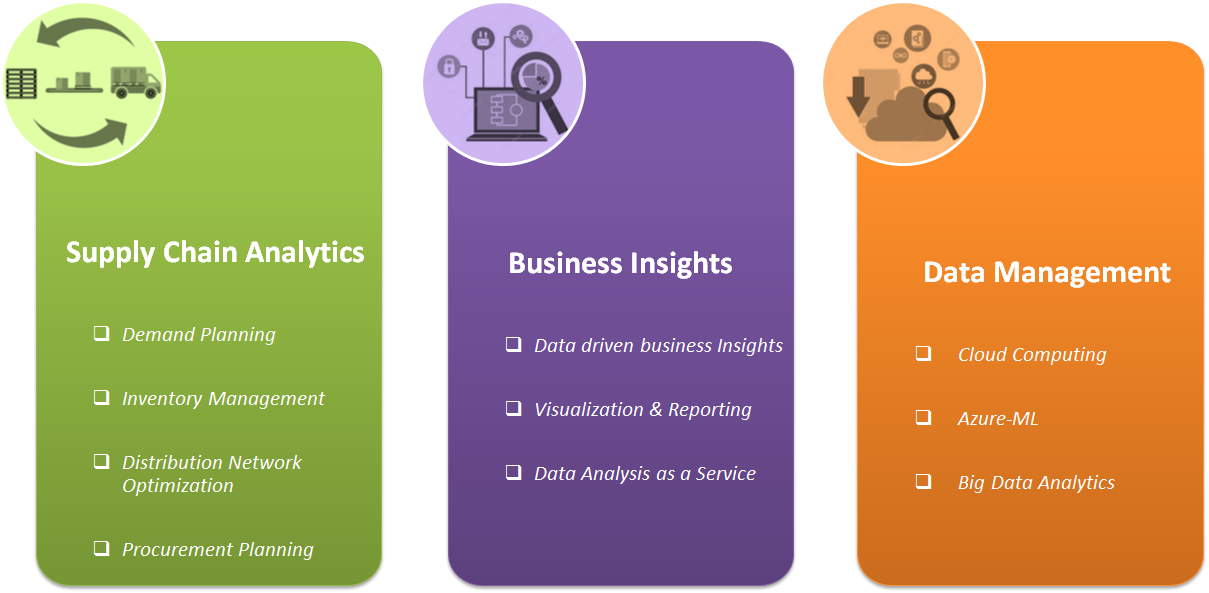 Supply Chain Analytics
Demand Planning
Inventory Management
Distribution Network
Optimization
Procurement Planning
Business Insights
Data driven business Insights
Visualization & Reporting
Data Analysis as a Service
Data Management
Cloud Computing
Azure-ML
Big Data Analytics